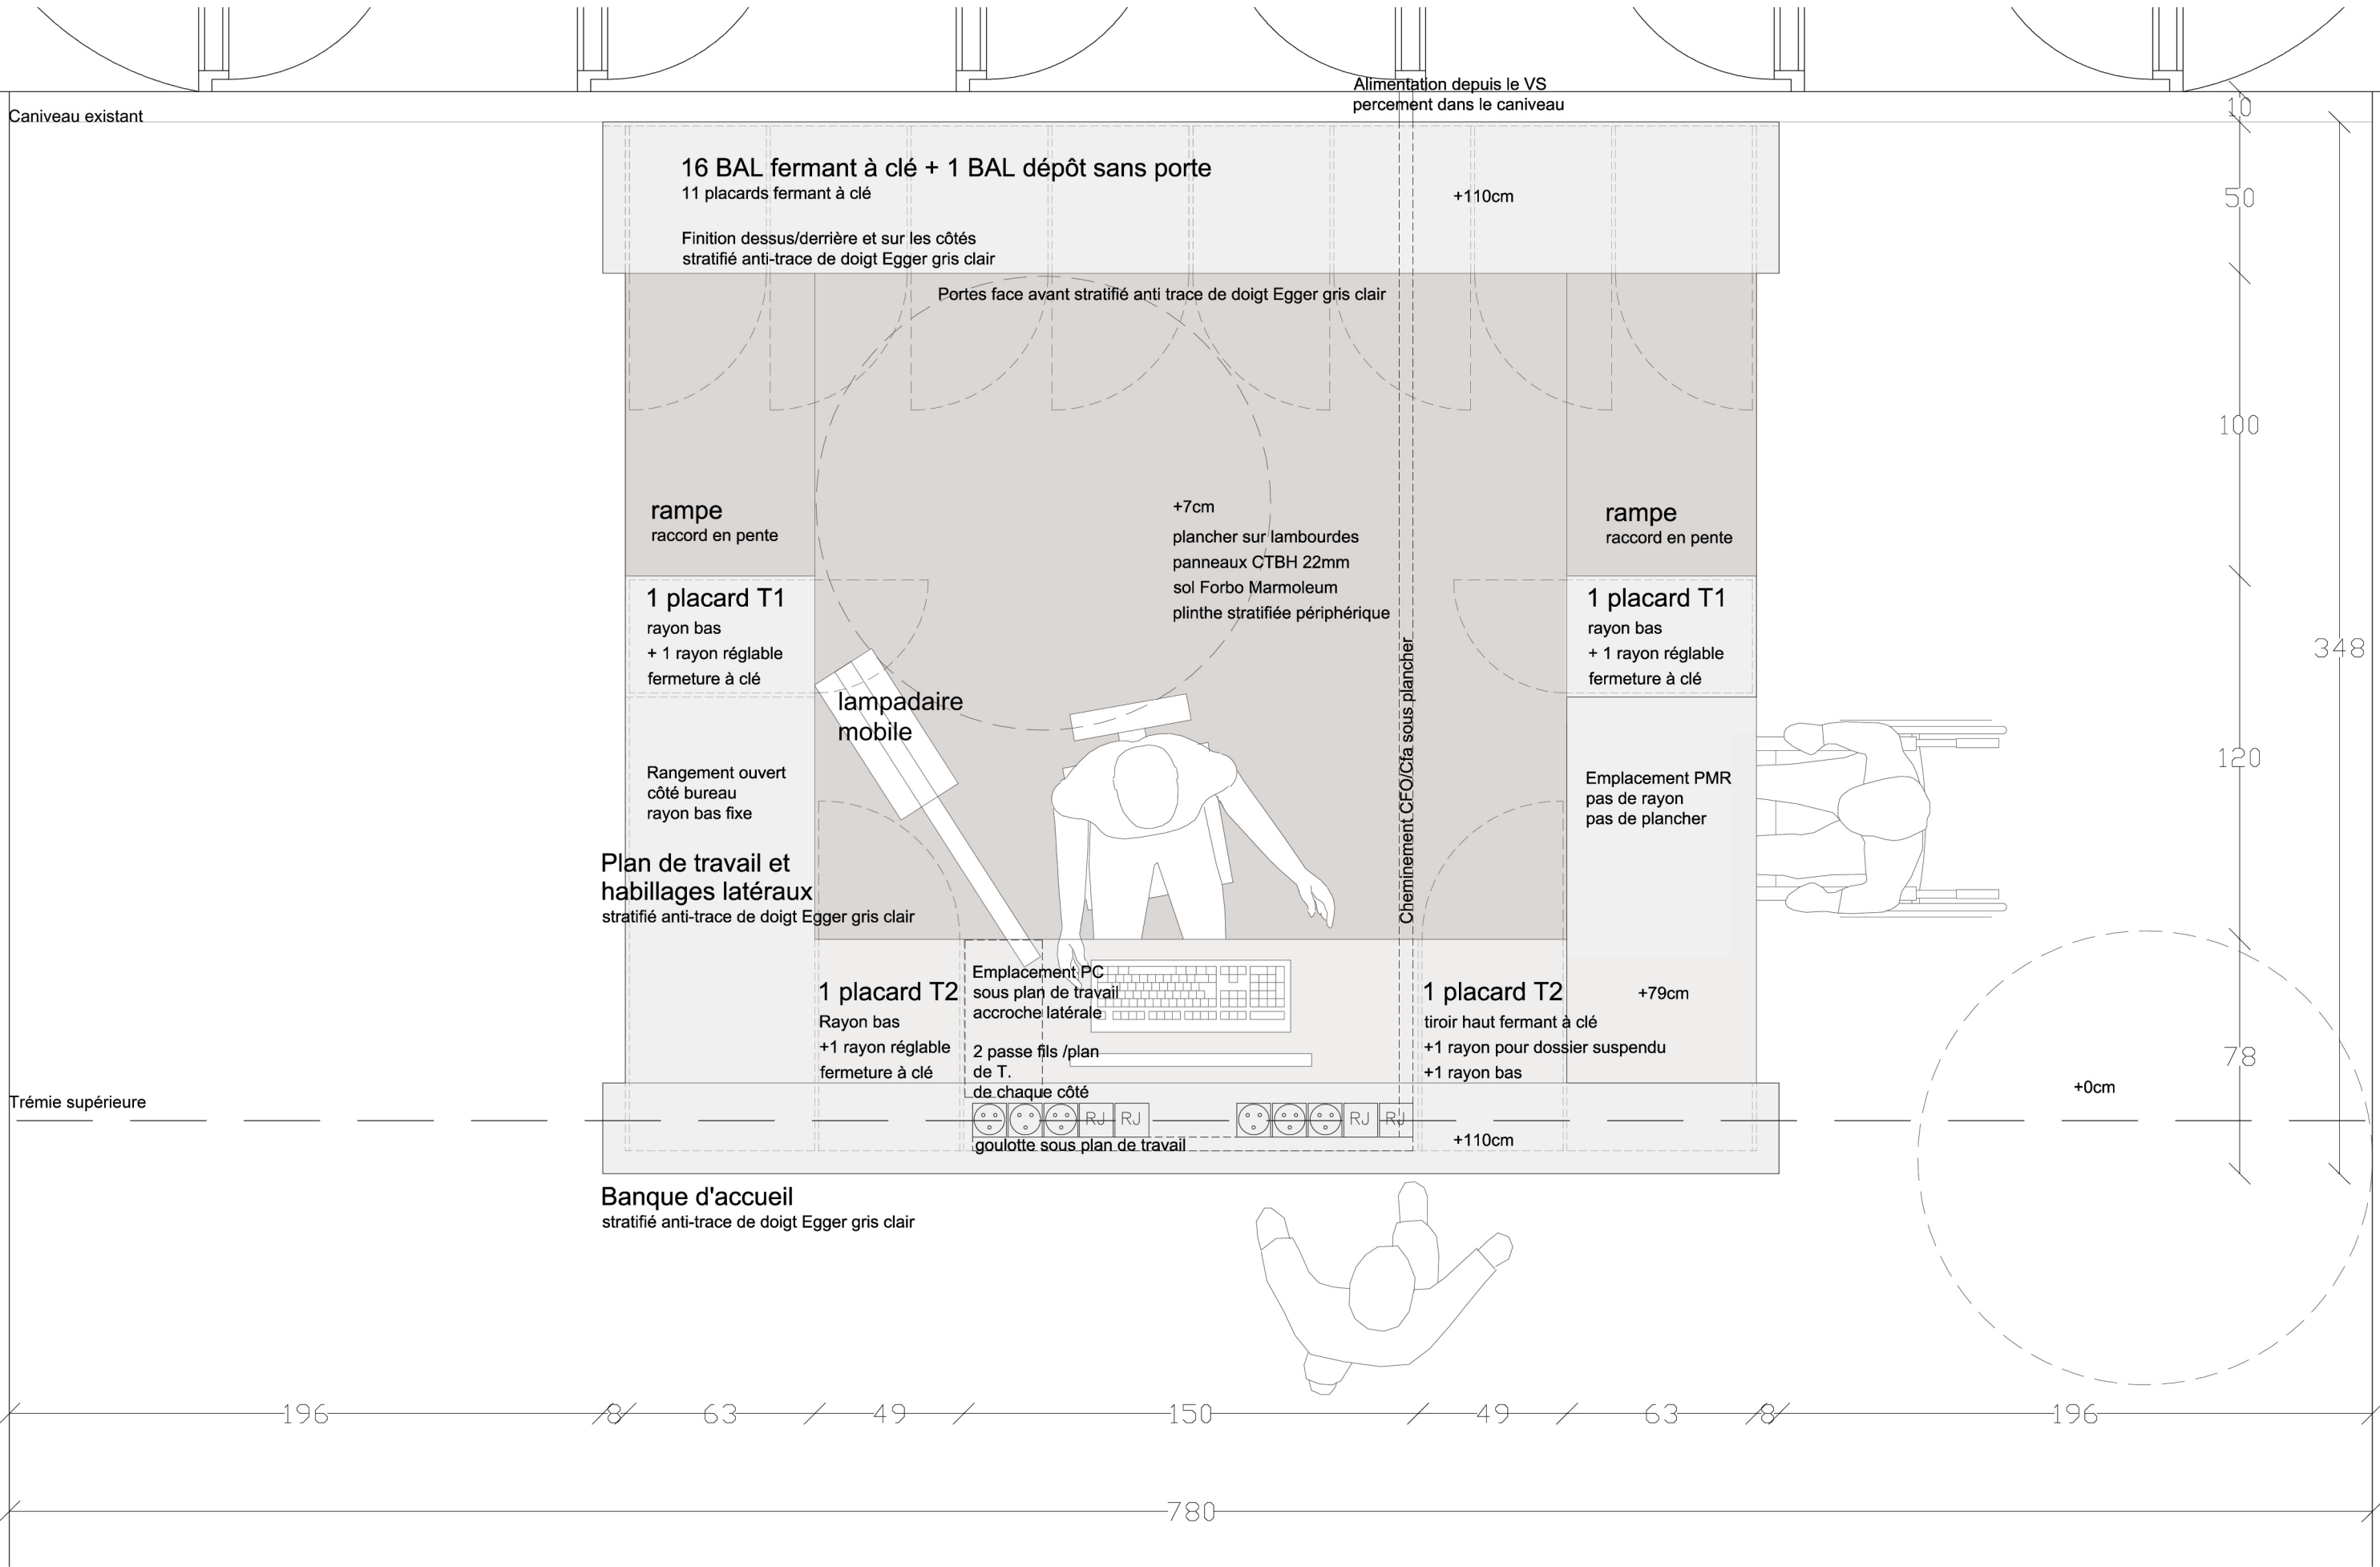 Alimentation depuis le VS
percement dans le caniveau
Caniveau existant
10
16 BAL fermant à clé + 1 BAL dépôt sans porte
11 placards fermant à clé
+110cm
50
Finition dessus/derrière et sur les côtés
stratifié anti-trace de doigt Egger gris clair
Portes face avant stratifié anti trace de doigt Egger gris clair
100
rampe
raccord en pente
+7cm
plancher sur lambourdes
panneaux CTBH 22mm
sol Forbo Marmoleum
plinthe stratifiée périphérique
rampe
raccord en pente
1 placard T1
rayon bas
+ 1 rayon réglable
fermeture à clé
1 placard T1
rayon bas
+ 1 rayon réglable
fermeture à clé
348
lampadaire
mobile
Cheminement CFO/Cfa sous plancher
Rangement ouvert
côté bureau
rayon bas fixe
Emplacement PMR
pas de rayon
pas de plancher
120
Plan de travail et
habillages latéraux
stratifié anti-trace de doigt Egger gris clair
1 placard T2
Rayon bas
+1 rayon réglable
fermeture à clé
Emplacement PC
sous plan de travail
accroche latérale
2 passe fils /plan
de T.
de chaque côté
1 placard T2
tiroir haut fermant à clé
+1 rayon pour dossier suspendu
+1 rayon bas
+79cm
78
+0cm
Trémie supérieure
RJ RJ
RJ RJ
goulotte sous plan de travail
+110cm
Banque d'accueil
stratifié anti-trace de doigt Egger gris clair
196 8 63 49 150 49 63 8 196
780